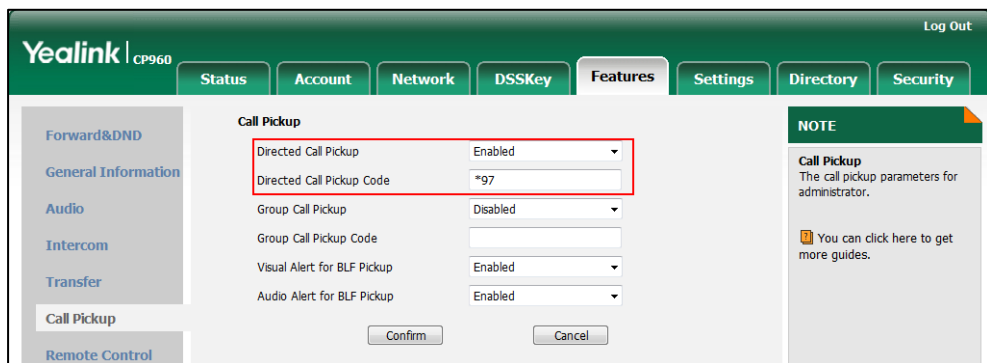 Log Out
Yealink CP960
Status Account Network DSSKey Features Settings Directory Security
Forward&DND
General Information
Audio
Intercom
Transfer
Call Pickup
Remote Control
Call Pickup
Directed Call Pickup Enabled
Directed Call Pickup Code *97
Group Call Pickup Disabled
Group Call Pickup Code
Visual Alert for BLF Pickup Enabled
Audio Alert for BLF Pickup Enabled
Confirm Cancel
NOTE
Call Pickup
The call pickup parameters for
administrator.
You can click here to get
more guides.